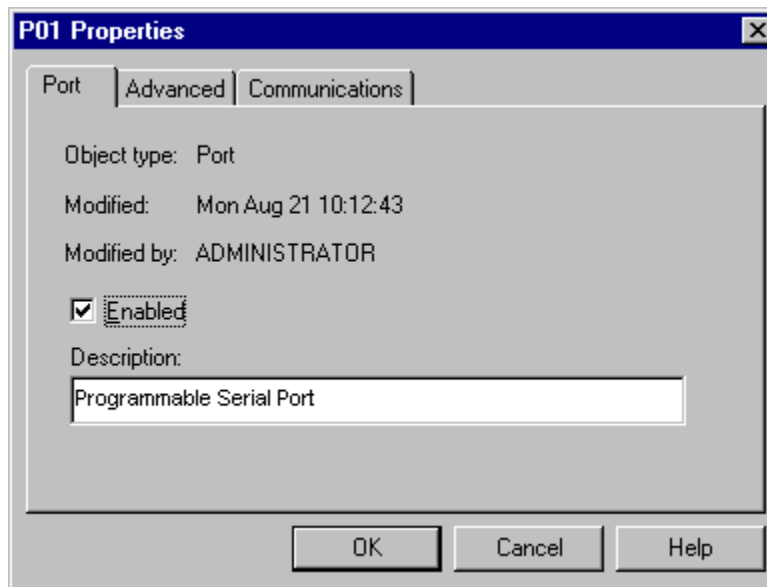 P01 Properties
Port Advanced Communications
Object type: Port
Modified: Mon Aug 21 10:12:43
Modified by: ADMINISTRATOR
Enabled
Description:
Programmable Serial Port
OK Cancel Help